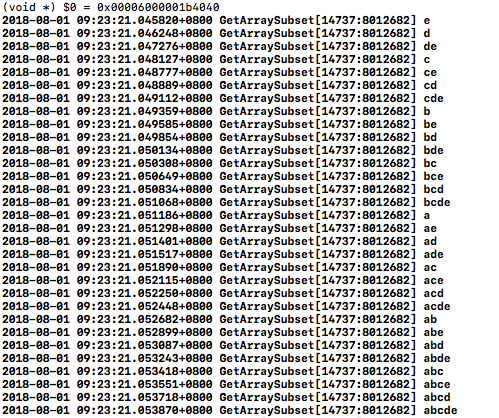 (void *) $0 = 0x00006000001b4040
2018-08-01 09:23:21.045820+0800 GetArraySubset[14737:8012682] e
2018-08-01 09:23:21.046248+0800 GetArraySubset[14737:8012682] d
2018-08-01 09:23:21.047276+0800 GetArraySubset[14737:8012682] de
2018-08-01 09:23:21.048127+0800 GetArraySubset[14737:8012682] c
2018-08-01 09:23:21.048777+0800 GetArraySubset[14737:8012682] ce
2018-08-01 09:23:21.048889+0800 GetArraySubset[14737:8012682] cd
2018-08-01 09:23:21.049112+0800 GetArraySubset[14737:8012682] cde
2018-08-01 09:23:21.049359+0800 GetArraySubset[14737:8012682] b
2018-08-01 09:23:21.049585+0800 GetArraySubset[14737:8012682] be
2018-08-01 09:23:21.049854+0800 GetArraySubset[14737:8012682] bd
2018-08-01 09:23:21.050134+0800 GetArraySubset[14737:8012682] bde
2018-08-01 09:23:21.050308+0800 GetArraySubset[14737:8012682] bc
2018-08-01 09:23:21.050649+0800 GetArraySubset[14737:8012682] bce
2018-08-01 09:23:21.050834+0800 GetArraySubset[14737:8012682] bcd
2018-08-01 09:23:21.051068+0800 GetArraySubset[14737:8012682] bcde
2018-08-01 09:23:21.051186+0800 GetArraySubset[14737:8012682] a
2018-08-01 09:23:21.051298+0800 GetArraySubset[14737:8012682] ae
2018-08-01 09:23:21.051401+0800 GetArraySubset[14737:8012682] ad
2018-08-01 09:23:21.051517+0800 GetArraySubset[14737:8012682] ade
2018-08-01 09:23:21.051890+0800 GetArraySubset[14737:8012682] ac
2018-08-01 09:23:21.052115+0800 GetArraySubset[14737:8012682] ace
2018-08-01 09:23:21.052250+0800 GetArraySubset[14737:8012682] acd
2018-08-01 09:23:21.052448+0800 GetArraySubset[14737:8012682] acde
2018-08-01 09:23:21.052682+0800 GetArraySubset[14737:8012682] ab
2018-08-01 09:23:21.052899+0800 GetArraySubset[14737:8012682] abe
2018-08-01 09:23:21.053087+0800 GetArraySubset[14737:8012682] abd
2018-08-01 09:23:21.053243+0800 GetArraySubset[14737:8012682] abde
2018-08-01 09:23:21.053418+0800 GetArraySubset[14737:8012682] abc
2018-08-01 09:23:21.053551+0800 GetArraySubset[14737:8012682] abce
2018-08-01 09:23:21.053718+0800 GetArraySubset[14737:8012682] abcd
2018-08-01 09:23:21.053870+0800 GetArraySubset[14737:8012682] abcde